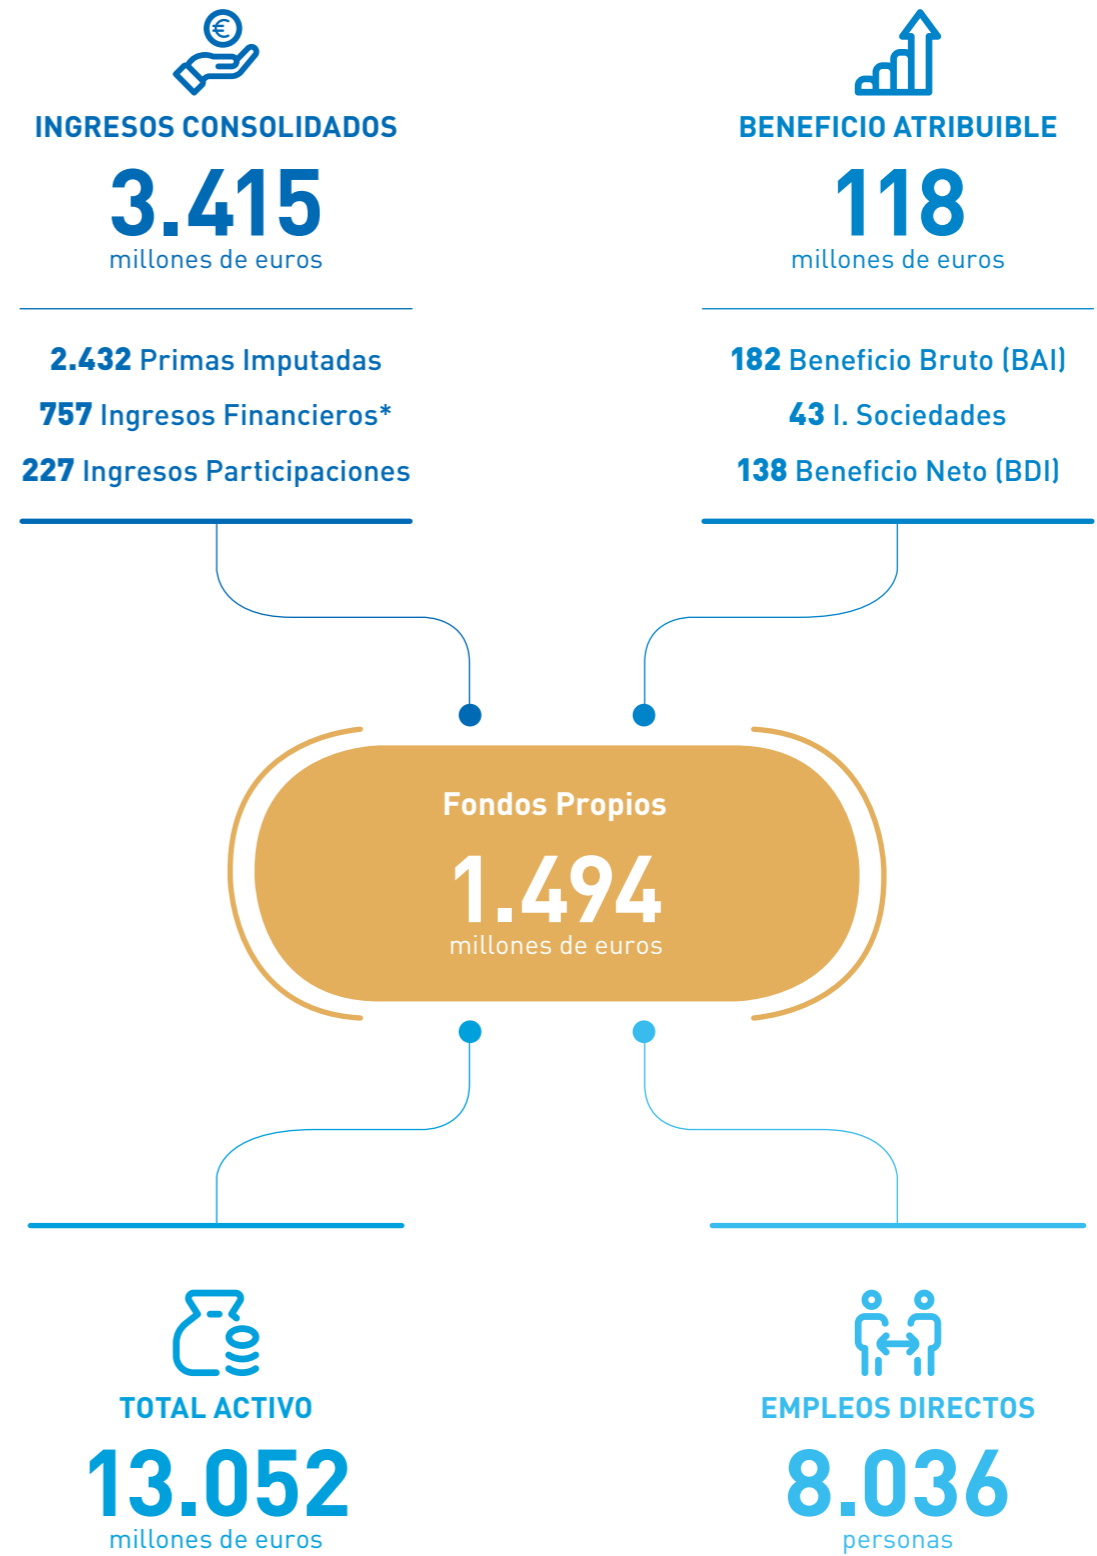 €
INGRESOS CONSOLIDADOS
3.415
millones de euros
2.432 Primas Imputadas
757 Ingresos Financieros*
227 Ingresos Participaciones
BENEFICIO ATRIBUIBLE
118
millones de euros
182 Beneficio Bruto (BAI)
43 I. Sociedades
138 Beneficio Neto (BDI)
Fondos Propios
1.494
millones de euros
TOTAL ACTIVO
13.052
millones de euros
EMPLEOS DIRECTOS
8.036
personas